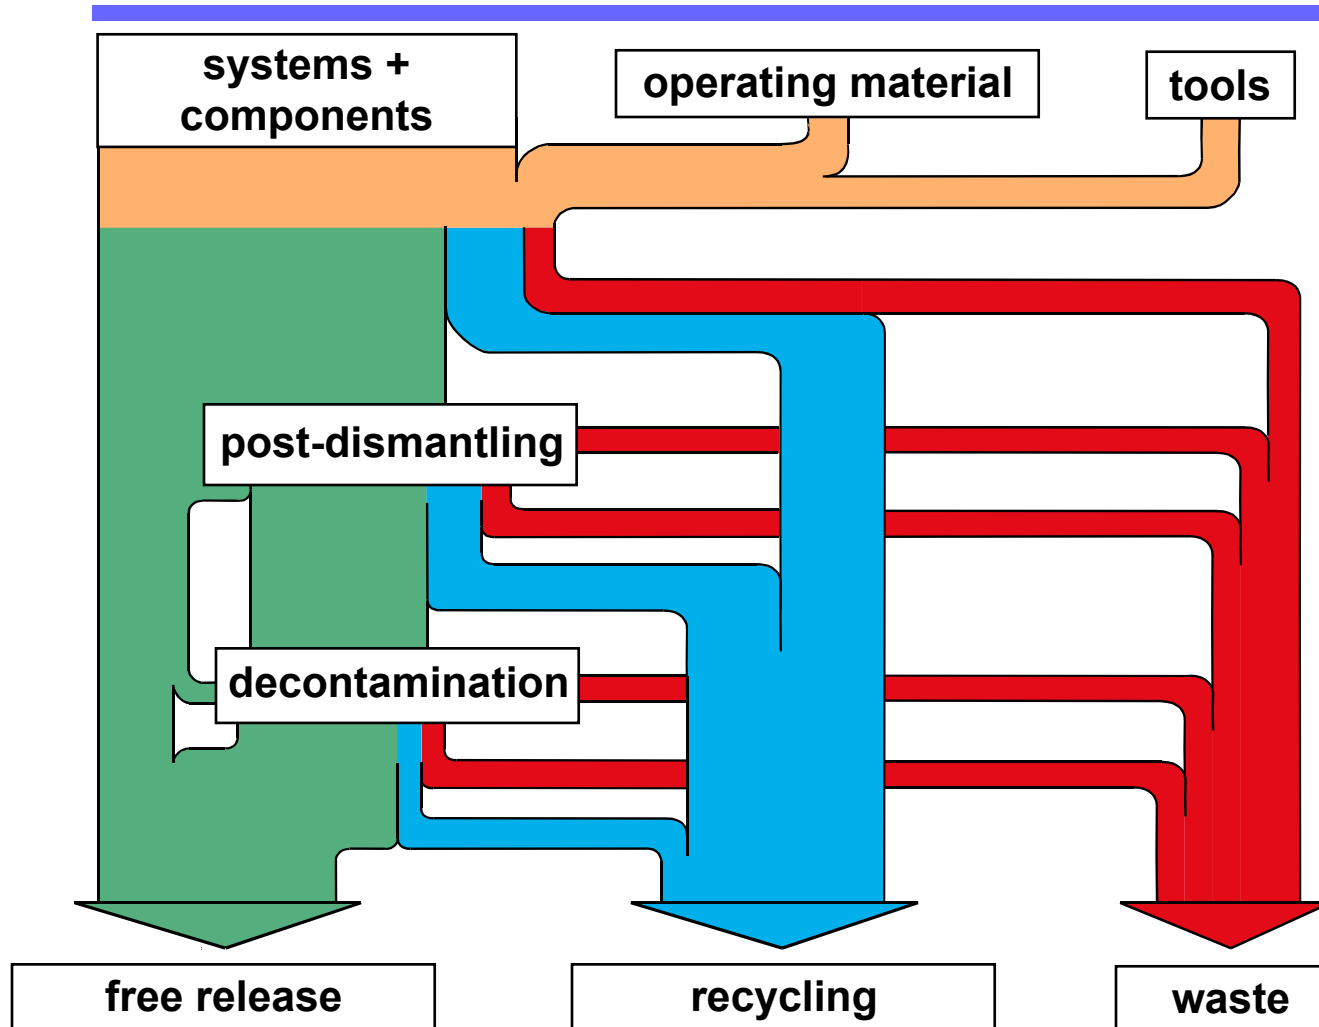 systems +
components
operating material
tools
post-dismantling
decontamination
free release
recycling
waste